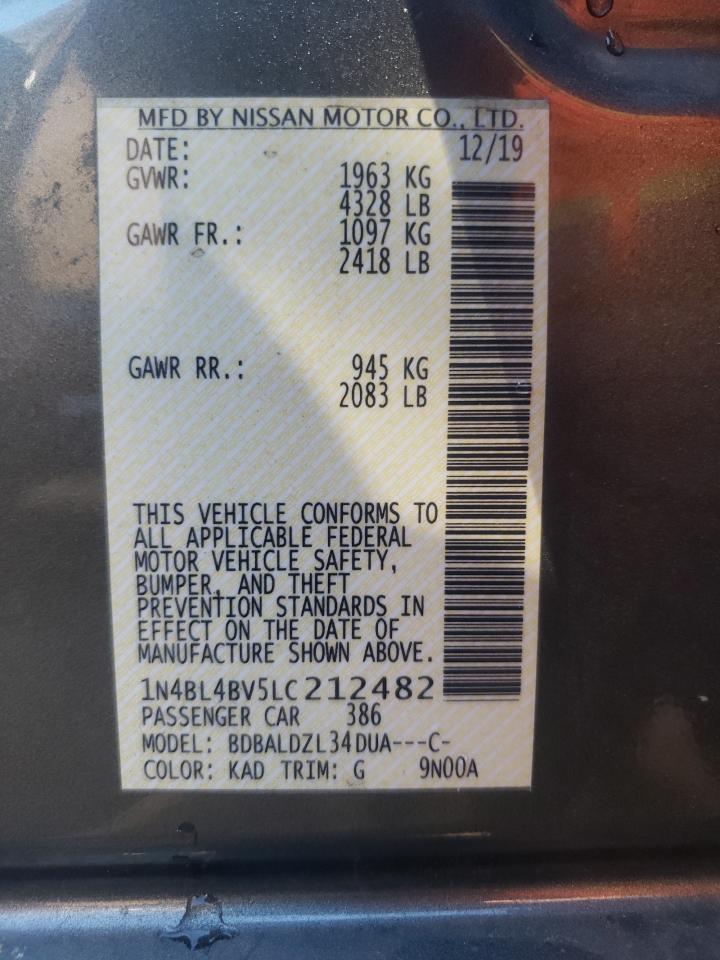 MFD BY NISSAN MOTOR CO., LTD.
DATE: 12/19
GVWR: 1963 KG
4328 LB
GAWR FR.: 1097 KG
2418 LB
GAWR RR.: 945 KG
2083 LB
THIS VEHICLE CONFORMS TO
ALL APPLICABLE FEDERAL
MOTOR VEHICLE SAFETY,
BUMPER, AND THEFT
PREVENTION STANDARDS IN
EFFECT ON THE DATE OF
MANUFACTURE SHOWN ABOVE.
1N4BL4BV5LC212482
PASSENGER CAR 386
MODEL: BDBALDZL34DUA---C-
COLOR: KAD TRIM: G 9N00A